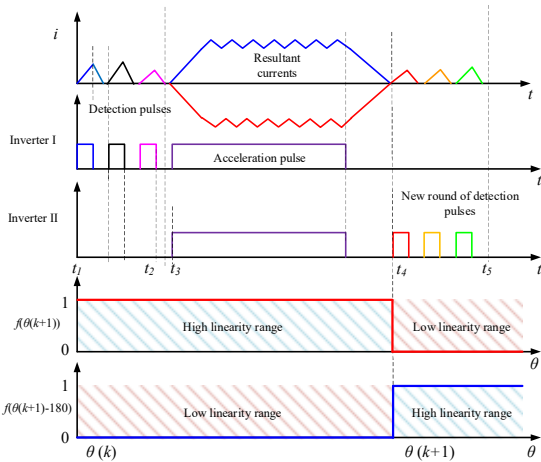 i
Resultant
currents
t
Detection pulses
Inverter I
Acceleration pulse
t
New round of detection
pulses
Inverter II
t
t1
t2
t3
t4
t5
1
f(θ(k+1))
High linearity range
Low linearity range
0
θ
1
f(θ(k+1)-180)
Low linearity range
High linearity range
0
θ (k)
θ (k+1)
θ